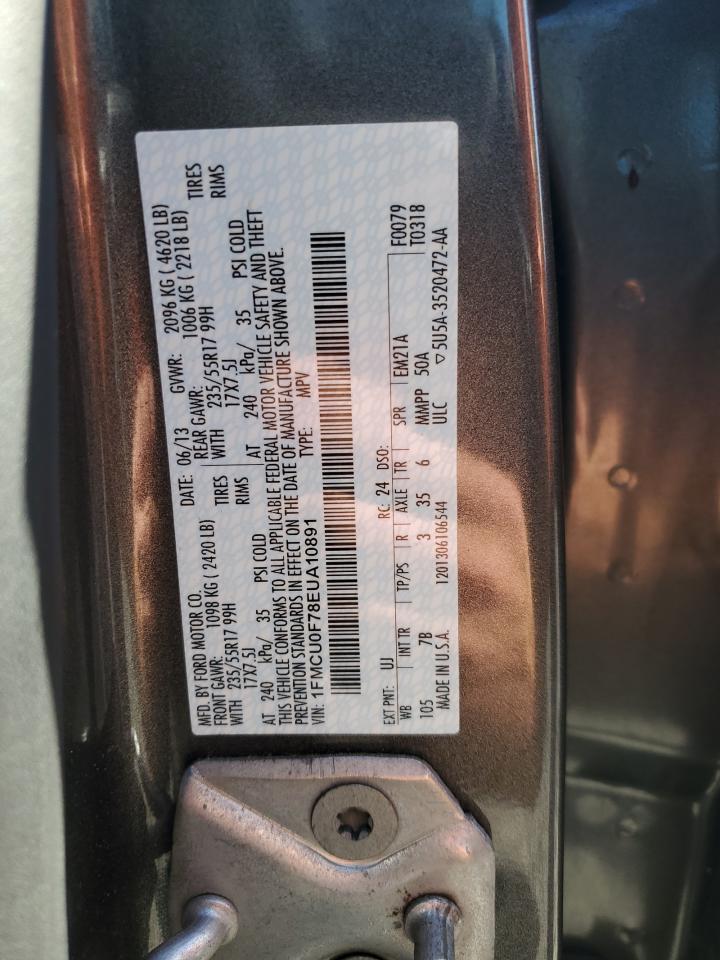 MFD. BY FORD MOTOR CO. DATE: 06/13 GVWR: 2096 KG ( 4620 LB)
FRONT GAWR: 1098 KG ( 2420 LB) REAR GAWR: 1006 KG ( 2218 LB)
WITH 235/55R17 99H TIRES WITH 235/55R17 99H TIRES
17X7.5J RIMS 17X7.5J RIMS
AT 240 kPa/ 35 PSI COLD AT 240 kPa/ 35 PSI COLD
THIS VEHICLE CONFORMS TO ALL APPLICABLE FEDERAL MOTOR VEHICLE SAFETY AND THEFT
PREVENTION STANDARDS IN EFFECT ON THE DATE OF MANUFACTURE SHOWN ABOVE.
VIN: 1FMCU0F78EUA10891 TYPE: MPV
EXT PNT: UJ RC: 24 DSO: F0079
WB INT TR TP/PS R AXLE TR SPR EM21A T0318
105 7B 3 35 6 MMPP 50A
MADE IN U.S.A. 1201306106544 ULC ▽5U5A-3520472-AA